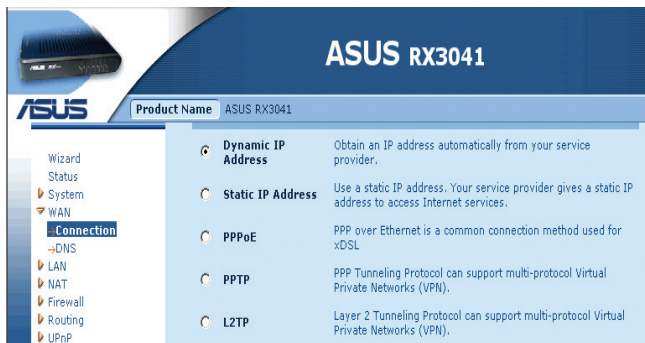 ASUS RX3041
ASUS
Product Name ASUS RX3041
Wizard
Status
System
WAN
→Connection
→DNS
LAN
NAT
Firewall
Routing
UPnP
Dynamic IP
Address
Obtain an IP address automatically from your service
provider.
Static IP Address
Use a static IP address. Your service provider gives a static IP
address to access Internet services.
PPPoE
PPP over Ethernet is a common connection method used for
xDSL
PPTP
PPP Tunneling Protocol can support multi-protocol Virtual
Private Networks (VPN).
L2TP
Layer 2 Tunneling Protocol can support multi-protocol Virtual
Private Networks (VPN).